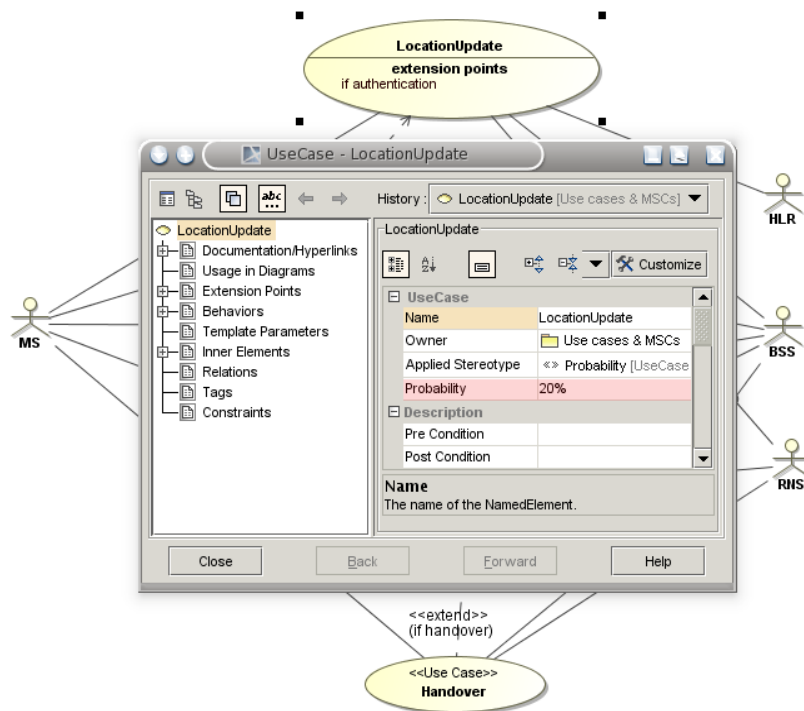 LocationUpdate
extension points
if authentication
UseCase - LocationUpdate
abc
History : LocationUpdate [Use cases & MSCs]
LocationUpdate
Documentation/Hyperlinks
Usage in Diagrams
Extension Points
Behaviors
Template Parameters
Inner Elements
Relations
Tags
Constraints
LocationUpdate
Customize
UseCase
Name LocationUpdate
Owner Use cases & MSCs
Applied Stereotype «» Probability [UseCase
Probability 20%
Description
Pre Condition
Post Condition
Name
The name of the NamedElement.
Close Back Forward Help
MS
HLR
BSS
RNS
<<extend>>
(if handover)
<<Use Case>>
Handover